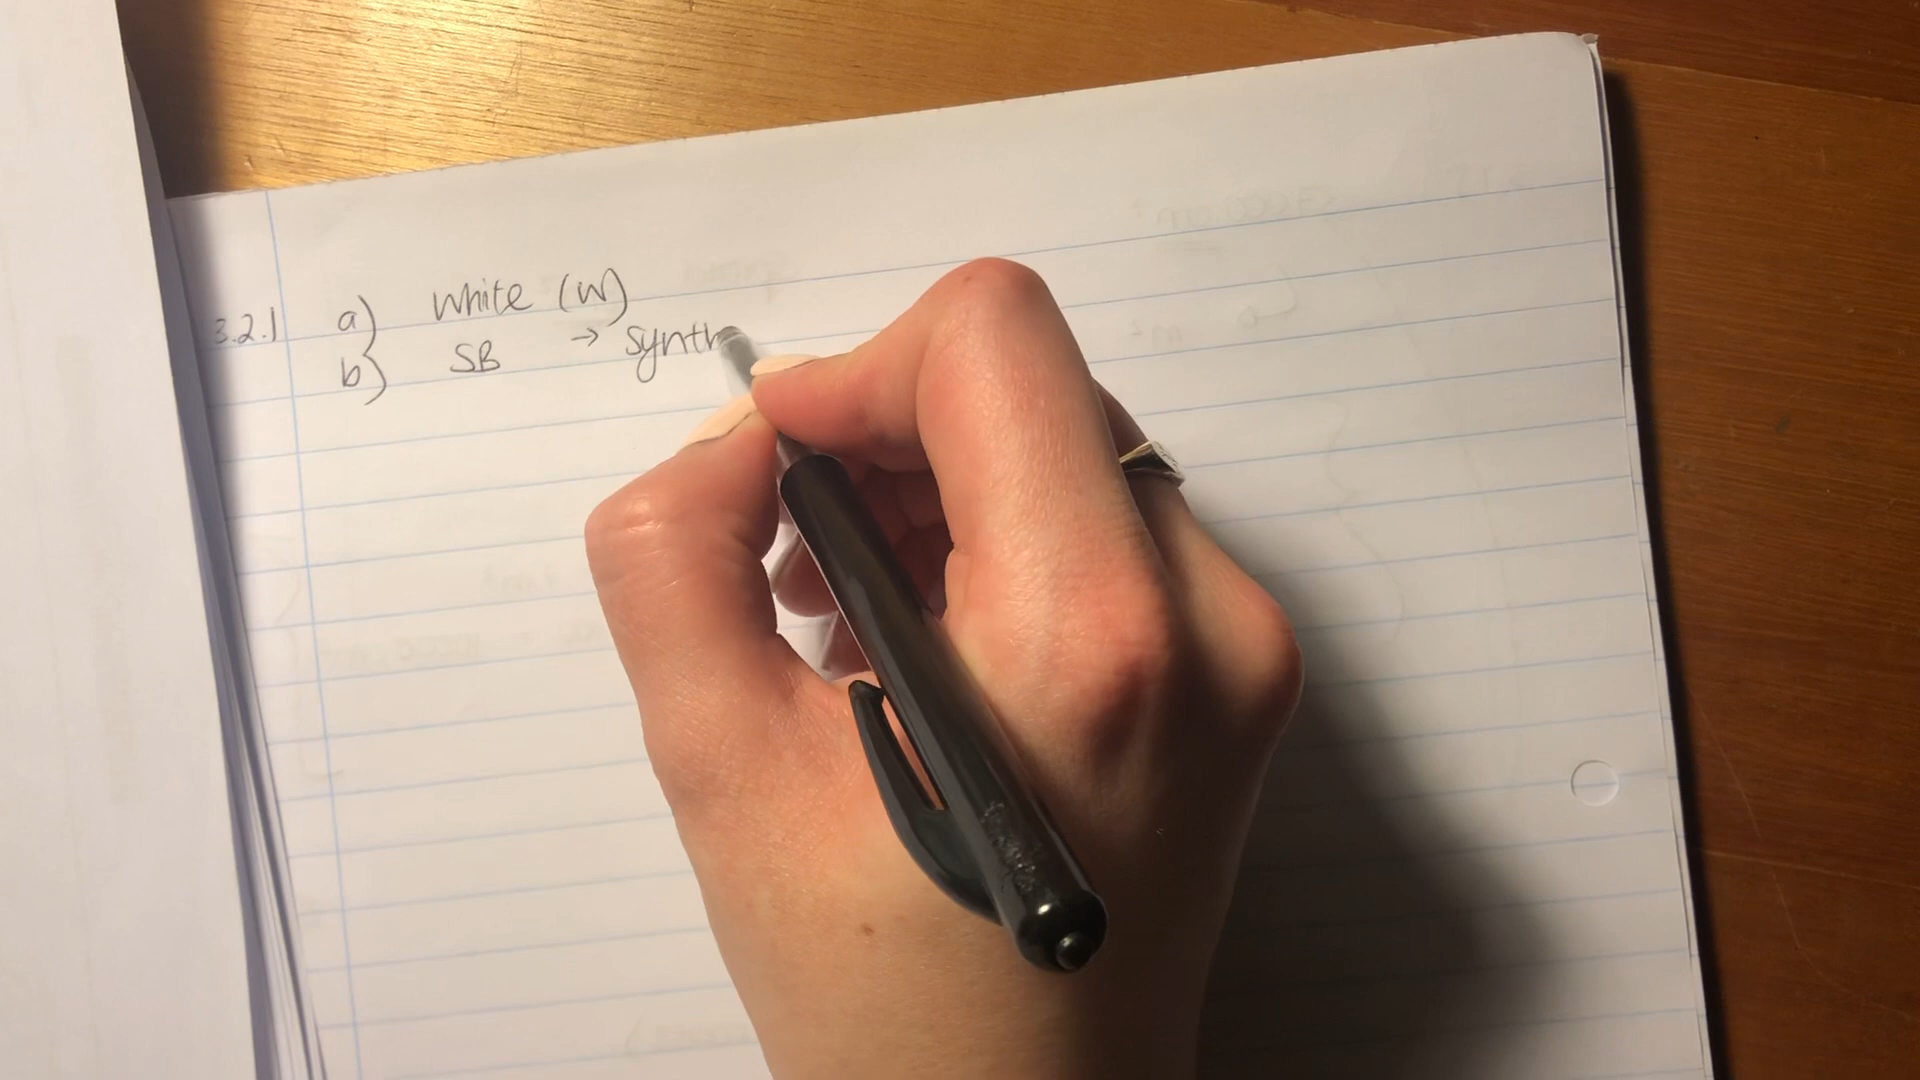 3.2.1 a) White (W)
b) SB → Synth